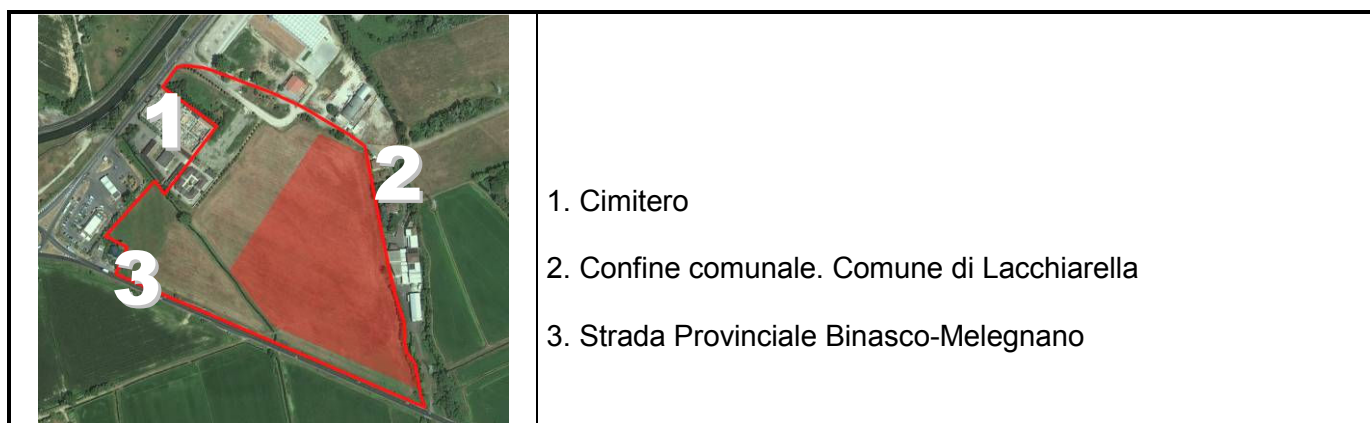 1
2
3
1. Cimitero
2. Confine comunale. Comune di Lacchiarella
3. Strada Provinciale Binasco-Melegnano